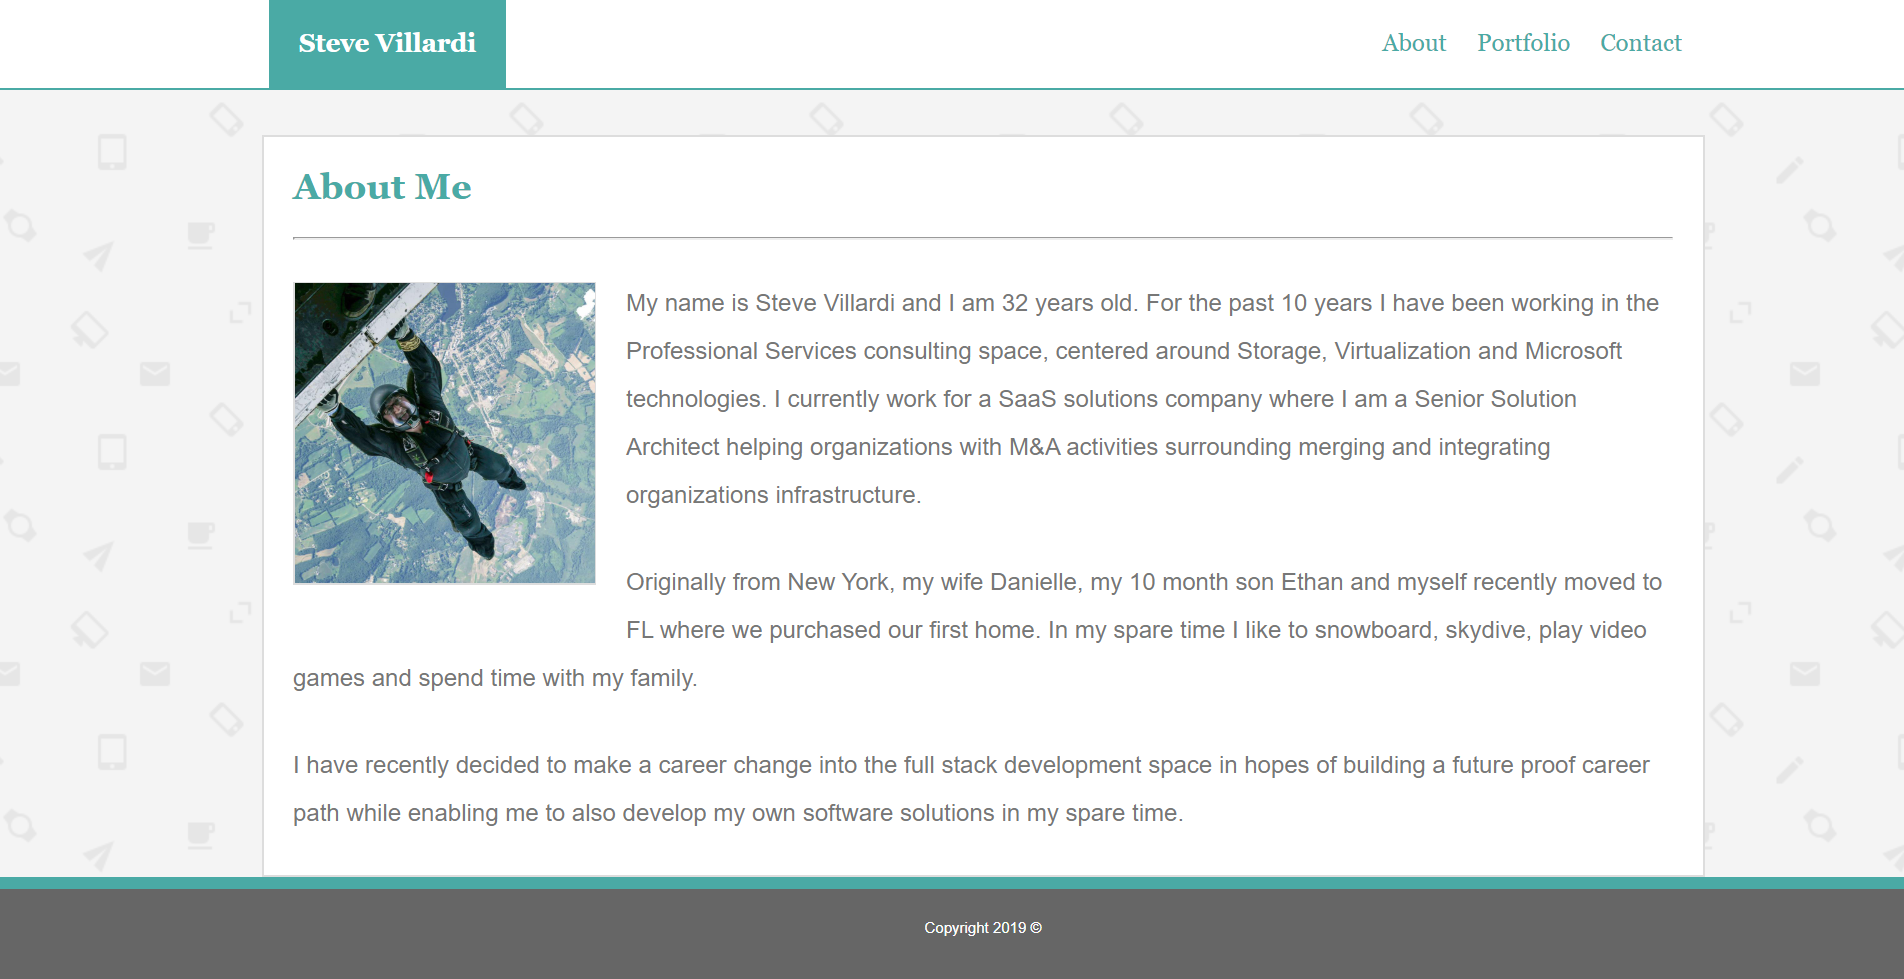 Steve Villardi
About Portfolio Contact
About Me
My name is Steve Villardi and I am 32 years old. For the past 10 years I have been working in the
Professional Services consulting space, centered around Storage, Virtualization and Microsoft
technologies. I currently work for a SaaS solutions company where I am a Senior Solution
Architect helping organizations with M&A activities surrounding merging and integrating
organizations infrastructure.
Originally from New York, my wife Danielle, my 10 month son Ethan and myself recently moved to
FL where we purchased our first home. In my spare time I like to snowboard, skydive, play video
games and spend time with my family.
I have recently decided to make a career change into the full stack development space in hopes of building a future proof career
path while enabling me to also develop my own software solutions in my spare time.
Copyright 2019 ©